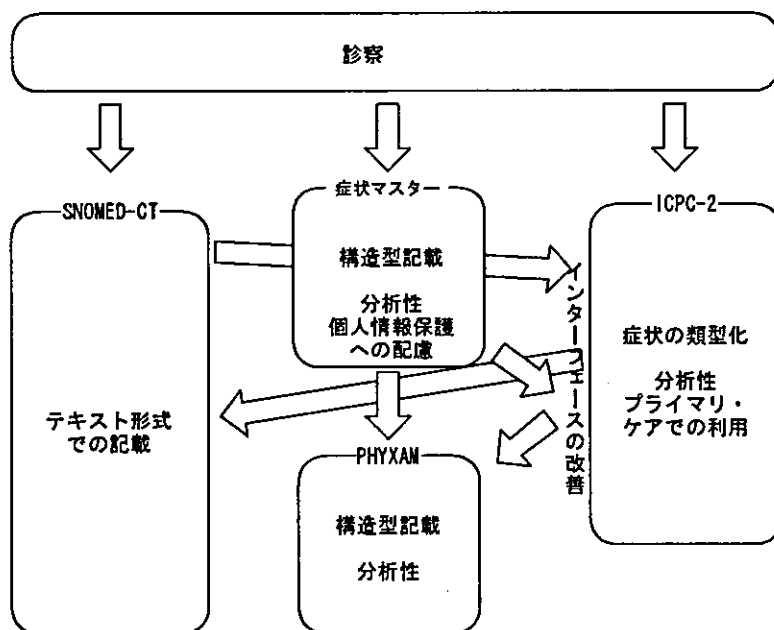 診察
SNOMED-CT
テキスト形式
での記載
症状マスター
構造型記載
分析性
個人情報保護
への配慮
PHYXAM
構造型記載
分析性
インターフェースの改善
ICPC-2
症状の類型化
分析性
プライマリ・
ケアでの利用